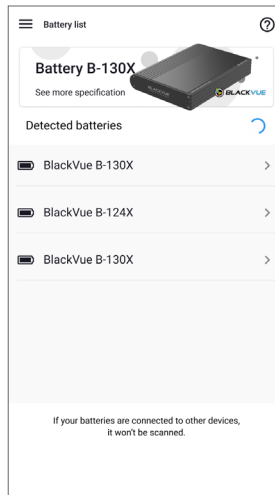 Battery list
Battery B-130X
See more specification
BLACKVUE
Detected batteries
BlackVue B-130X
BlackVue B-124X
BlackVue B-130X
If your batteries are connected to other devices,
it won't be scanned.